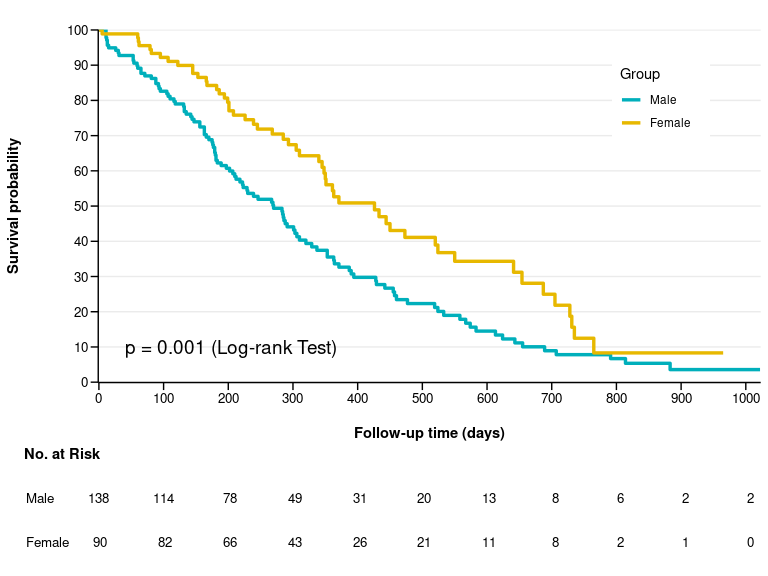 100
90
80
70
60
50
40
30
20
10
0
Survival probability
Group
Male
Female
p = 0.001 (Log-rank Test)
0 100 200 300 400 500 600 700 800 900 1000
Follow-up time (days)
No. at Risk
Male 138 114 78 49 31 20 13 8 6 2 2
Female 90 82 66 43 26 21 11 8 2 1 0